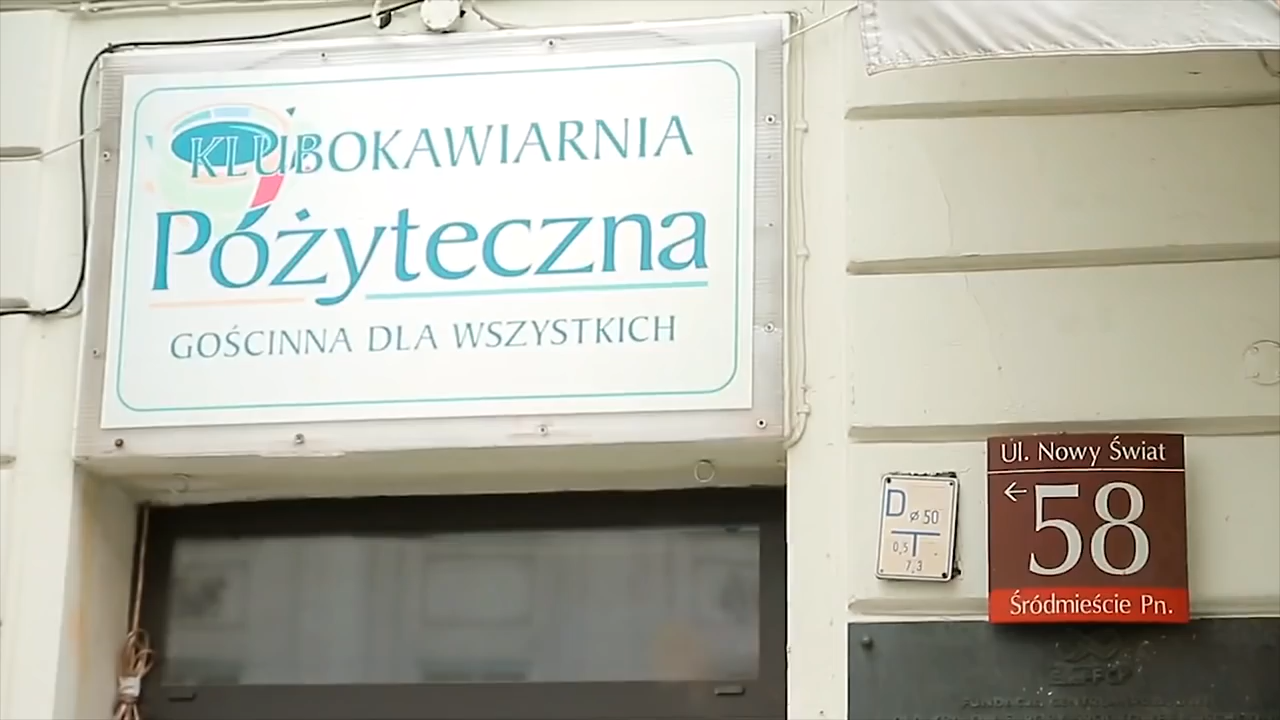 KLUBOKAWIARNIA
Pożyteczna
GOŚCINNA DLA WSZYSTKICH
Ul. Nowy Świat
← 58
Śródmieście Pn.
D ø 50
0,5 T
7,3